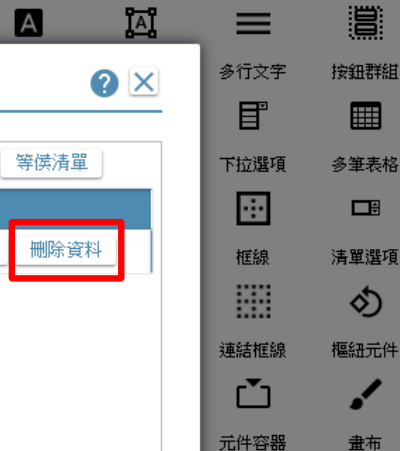 A
A
多行文字
按鈕群組
?
等侯清單
下拉選項
多筆表格
刪除資料
框線
清單選項
連結框線
樞紐元件
元件容器
畫布